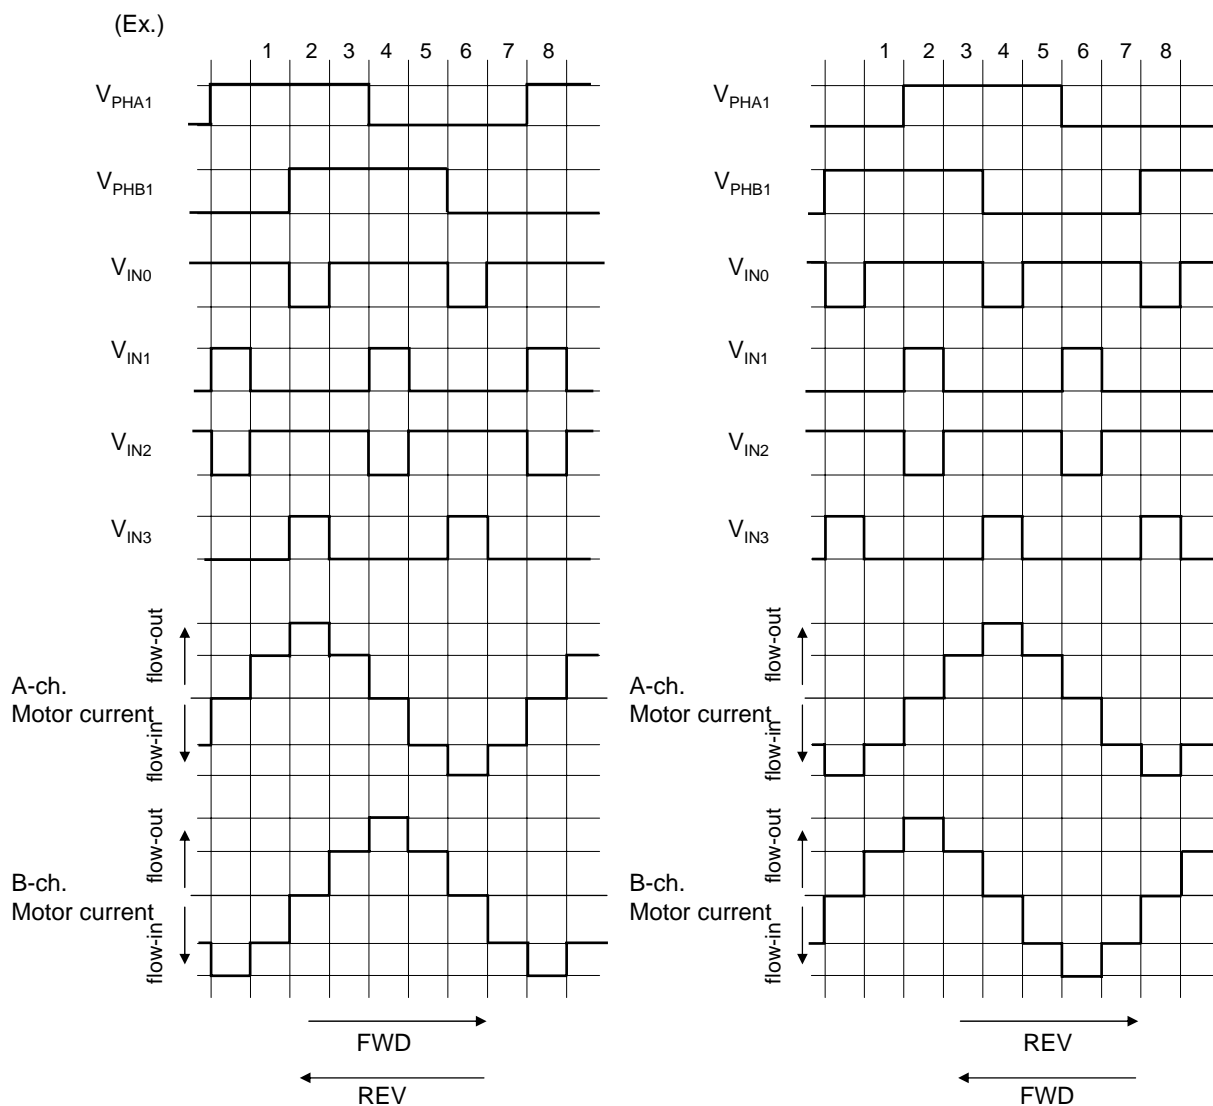 (Ex.)
1 2 3 4 5 6 7 8
VPHA1
VPHB1
VIN0
VIN1
VIN2
VIN3
flow-out
A-ch.
Motor current
flow-in
flow-out
B-ch.
Motor current
flow-in
FWD
REV
1 2 3 4 5 6 7 8
VPHA1
VPHB1
VIN0
VIN1
VIN2
VIN3
flow-out
A-ch.
Motor current
flow-in
flow-out
B-ch.
Motor current
flow-in
REV
FWD